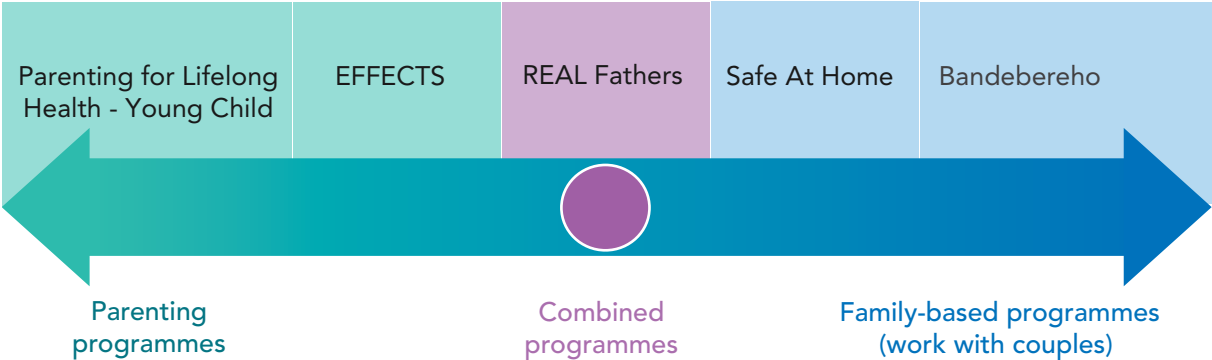 Parenting for Lifelong
Health - Young Child
EFFECTS
REAL Fathers
Safe At Home
Bandebereho
Parenting
programmes
Combined
programmes
Family-based programmes
(work with couples)